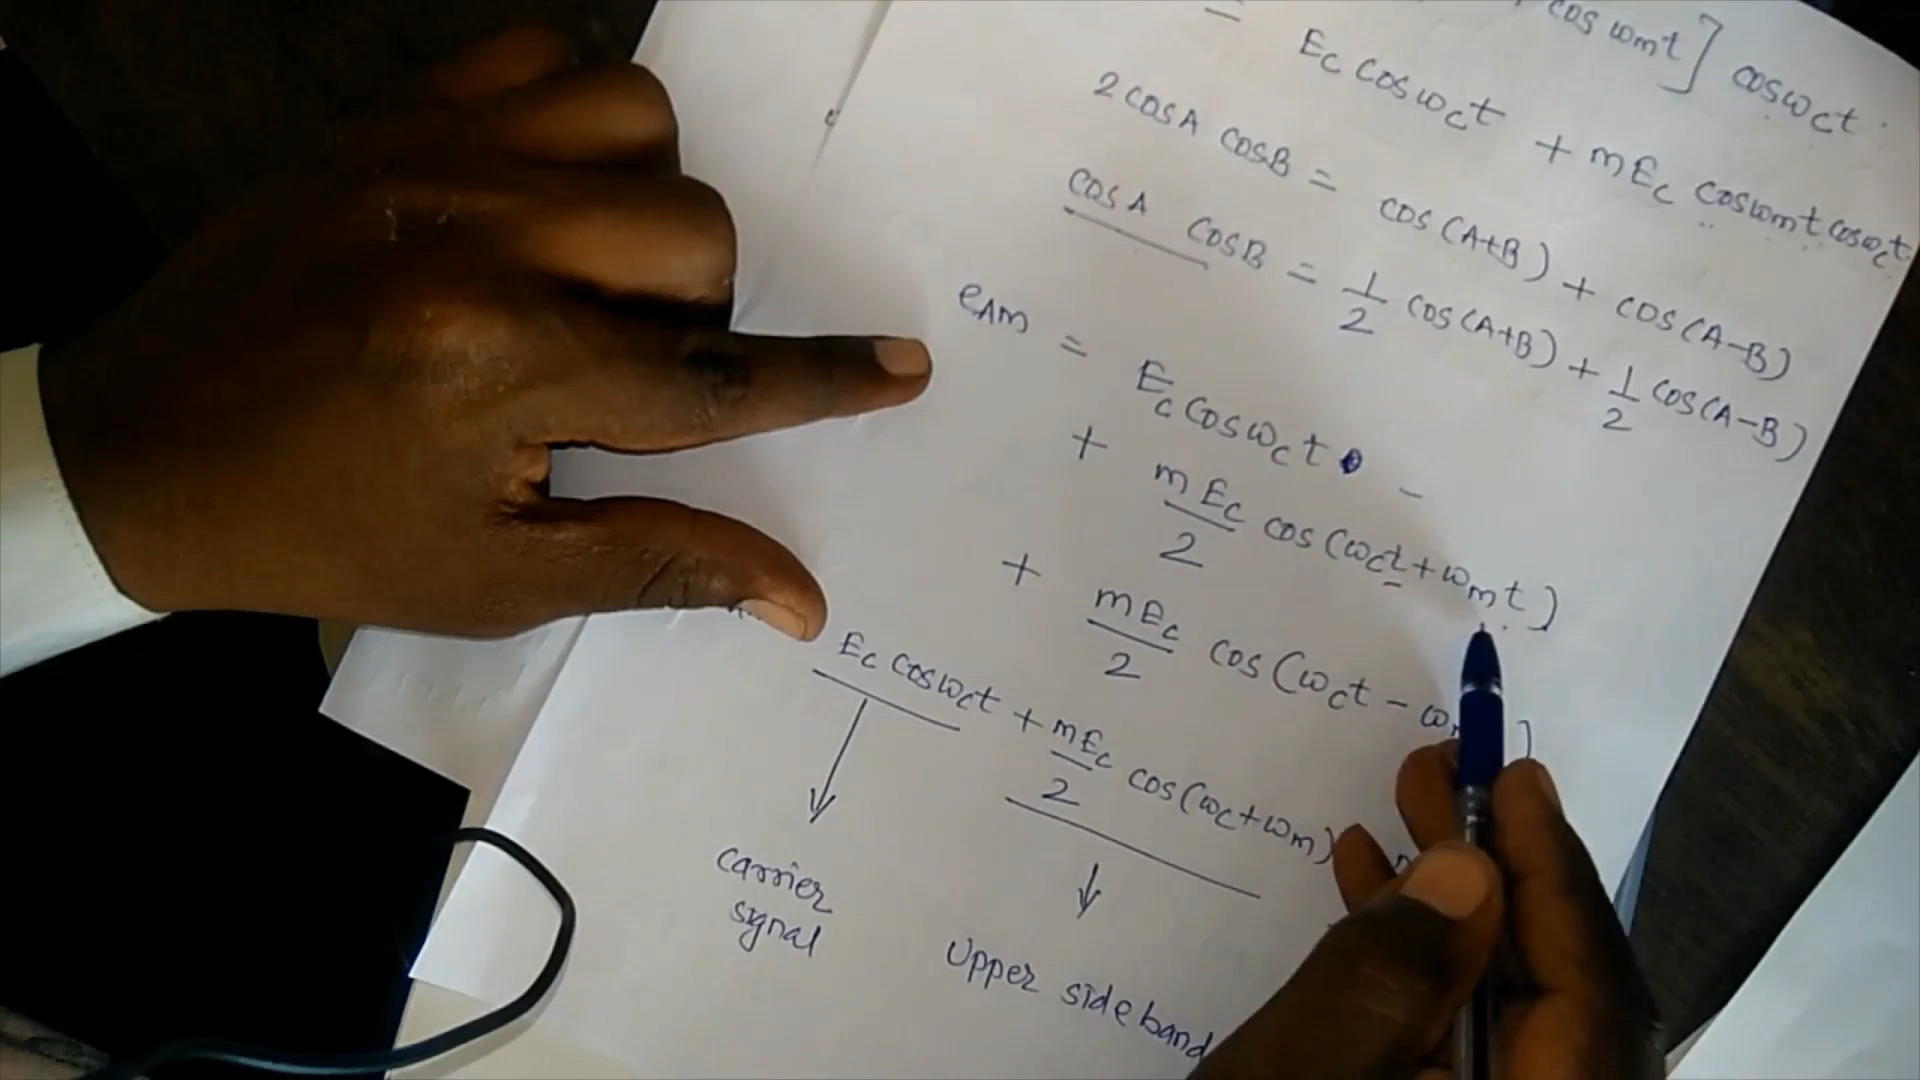 cos ωmt] cosωct.
= Ec cosωct + mEc cosωmt cosωct
2 cosA cosB = cos(A+B) + cos(A-B)
cosA cosB = 1/2 cos(A+B) + 1/2 cos(A-B)
eAm = Ec cosωct
+ mEc/2 cos(ωct+ωmt)
+ mEc/2 cos(ωct - ω )
Ec cosωct + mEc/2 cos(ωc+ωm)
carrier signal
Upper sideband